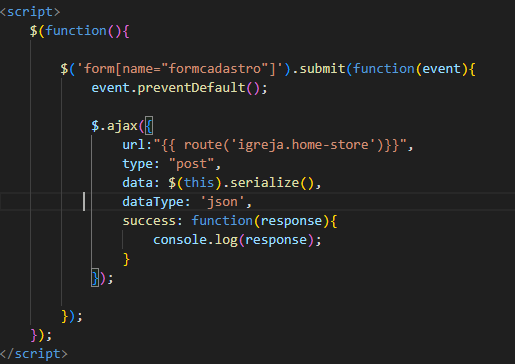 <script>
$(function(){
$('form[name="formcadastro"]').submit(function(event){
event.preventDefault();
$.ajax({
url:"{{ route('igreja.home-store')}}",
type: "post",
data: $(this).serialize(),
dataType: 'json',
success: function(response){
console.log(response);
}
});
});
});
</script>